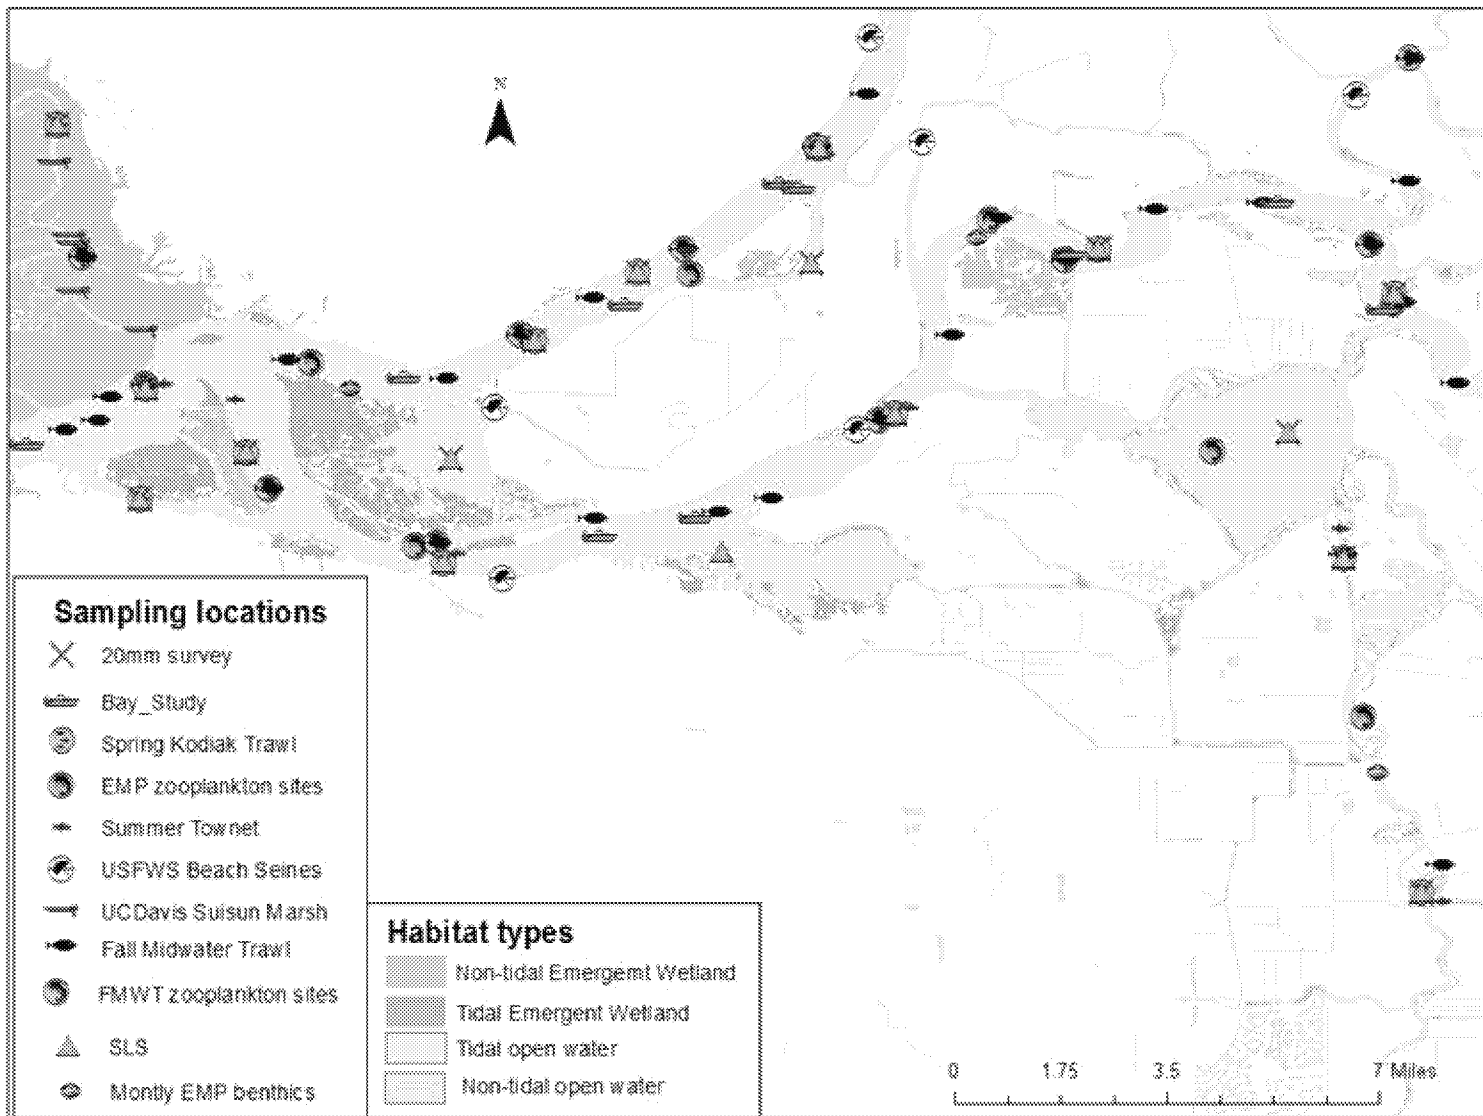 N
Sampling locations
20mm survey
Bay_Study
Spring Kodiak Trawl
EMP zooplankton sites
Summer Townet
USFWS Beach Seines
UCDavis Suisun Marsh
Fall Midwater Trawl
FMWT zooplankton sites
SLS
Montly EMP benthics
Habitat types
Non-tidal Emergemt Wetland
Tidal Emergent Wetland
Tidal open water
Non-tidal open water
0 1.75 3.5 7 Miles